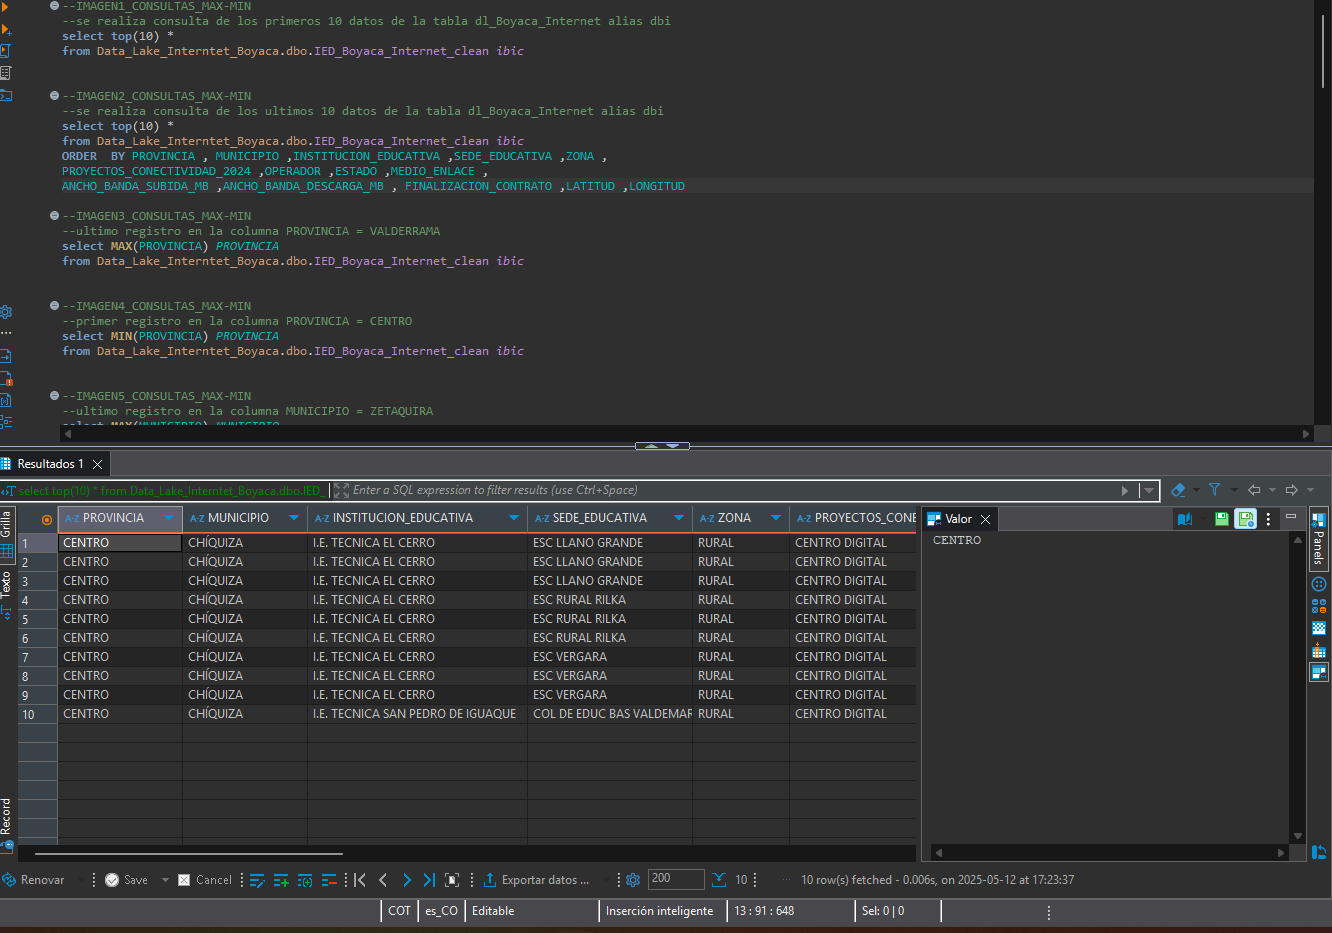 --IMAGEN1_CONSULTAS_MAX-MIN
--se realiza consulta de los primeros 10 datos de la tabla dl_Boyaca_Internet alias dbi
select top(10) *
from Data_Lake_Interntet_Boyaca.dbo.IED_Boyaca_Internet_clean ibic
--IMAGEN2_CONSULTAS_MAX-MIN
--se realiza consulta de los ultimos 10 datos de la tabla dl_Boyaca_Internet alias dbi
select top(10) *
from Data_Lake_Interntet_Boyaca.dbo.IED_Boyaca_Internet_clean ibic
ORDER  BY PROVINCIA , MUNICIPIO ,INSTITUCION_EDUCATIVA ,SEDE_EDUCATIVA ,ZONA ,
PROYECTOS_CONECTIVIDAD_2024 ,OPERADOR ,ESTADO ,MEDIO_ENLACE ,
ANCHO_BANDA_SUBIDA_MB ,ANCHO_BANDA_DESCARGA_MB , FINALIZACION_CONTRATO ,LATITUD ,LONGITUD
--IMAGEN3_CONSULTAS_MAX-MIN
--ultimo registro en la columna PROVINCIA = VALDERRAMA
select MAX(PROVINCIA) PROVINCIA
from Data_Lake_Interntet_Boyaca.dbo.IED_Boyaca_Internet_clean ibic
--IMAGEN4_CONSULTAS_MAX-MIN
--primer registro en la columna PROVINCIA = CENTRO
select MIN(PROVINCIA) PROVINCIA
from Data_Lake_Interntet_Boyaca.dbo.IED_Boyaca_Internet_clean ibic
--IMAGEN5_CONSULTAS_MAX-MIN
--ultimo registro en la columna MUNICIPIO = ZETAQUIRA
select MAX(MUNICIPIO) MUNICIPIO
Resultados 1
select top(10) * from Data_Lake_Interntet_Boyaca.dbo.IED_ Enter a SQL expression to filter results (use Ctrl+Space)
Grilla
Texto
Record
A-Z PROVINCIA A-Z MUNICIPIO A-Z INSTITUCION_EDUCATIVA A-Z SEDE_EDUCATIVA A-Z ZONA A-Z PROYECTOS_CONE
1 CENTRO CHÍQUIZA I.E. TECNICA EL CERRO ESC LLANO GRANDE RURAL CENTRO DIGITAL
2 CENTRO CHÍQUIZA I.E. TECNICA EL CERRO ESC LLANO GRANDE RURAL CENTRO DIGITAL
3 CENTRO CHÍQUIZA I.E. TECNICA EL CERRO ESC LLANO GRANDE RURAL CENTRO DIGITAL
4 CENTRO CHÍQUIZA I.E. TECNICA EL CERRO ESC RURAL RILKA RURAL CENTRO DIGITAL
5 CENTRO CHÍQUIZA I.E. TECNICA EL CERRO ESC RURAL RILKA RURAL CENTRO DIGITAL
6 CENTRO CHÍQUIZA I.E. TECNICA EL CERRO ESC RURAL RILKA RURAL CENTRO DIGITAL
7 CENTRO CHÍQUIZA I.E. TECNICA EL CERRO ESC VERGARA RURAL CENTRO DIGITAL
8 CENTRO CHÍQUIZA I.E. TECNICA EL CERRO ESC VERGARA RURAL CENTRO DIGITAL
9 CENTRO CHÍQUIZA I.E. TECNICA EL CERRO ESC VERGARA RURAL CENTRO DIGITAL
10 CENTRO CHÍQUIZA I.E. TECNICA SAN PEDRO DE IGUAQUE COL DE EDUC BAS VALDEMAR RURAL CENTRO DIGITAL
Valor
CENTRO
Panels
Renovar Save Cancel Exportar datos ... 200 10 10 row(s) fetched - 0.006s, on 2025-05-12 at 17:23:37
COT es_CO Editable Inserción inteligente 13 : 91 : 648 Sel: 0 | 0